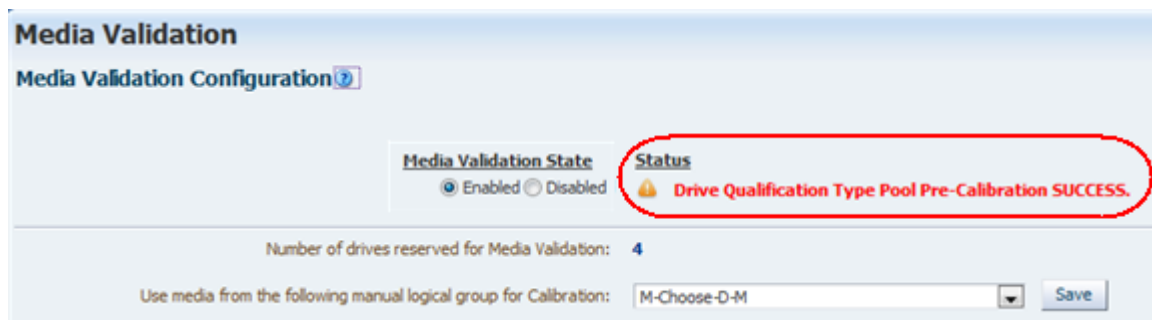 Media Validation
Media Validation Configuration
Media Validation State
Status
Enabled Disabled
Drive Qualification Type Pool Pre-Calibration SUCCESS.
Number of drives reserved for Media Validation: 4
Use media from the following manual logical group for Calibration: M-Choose-D-M Save